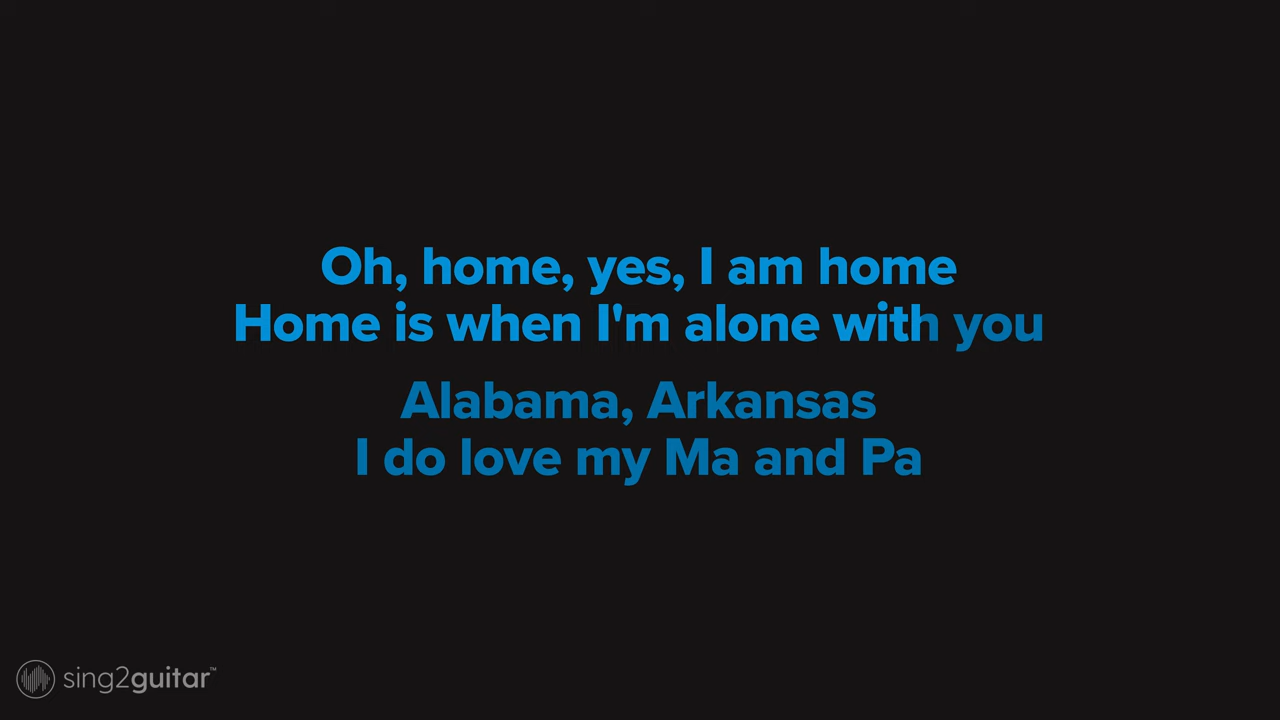 Oh, home, yes, I am home
Home is when I'm alone with you
Alabama, Arkansas
I do love my Ma and Pa
sing2guitar™